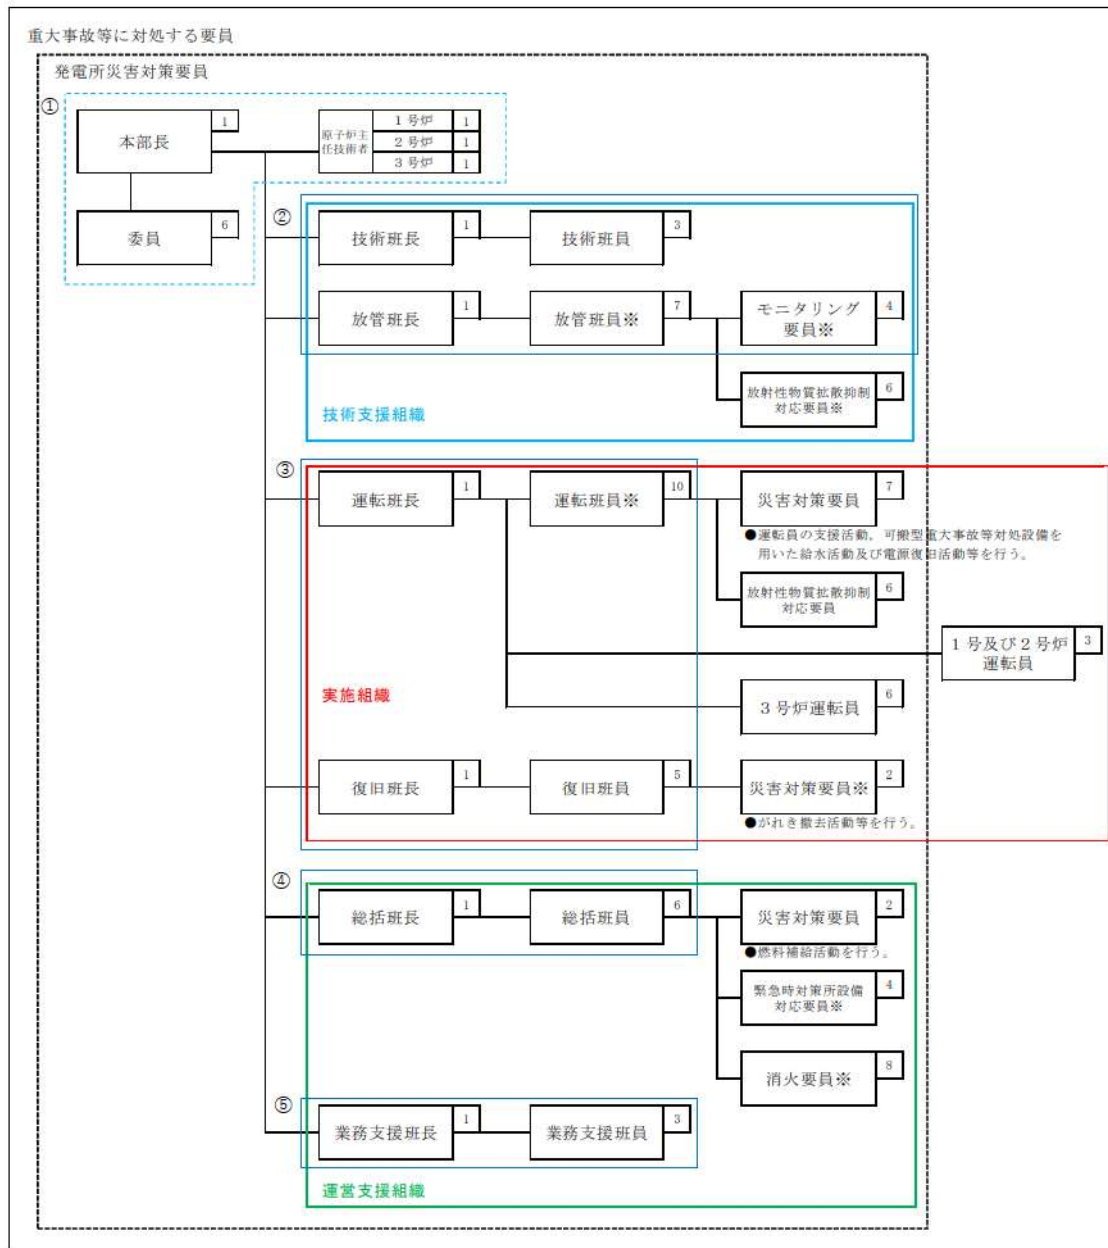 重大事故等に対処する要員
発電所災害対策要員
①
本部長
1
原子炉主
任技術者
1号炉
1
2号炉
1
3号炉
1
委員
6
②
技術班長
1
技術班員
3
放管班長
1
放管班員※
7
モニタリング
要員※
4
放射性物質拡散抑制
対応要員※
6
技術支援組織
③
運転班長
1
運転班員※
10
災害対策要員
7
●運転員の支援活動，可搬型重大事故等対処設備を
用いた給水活動及び電源復旧活動等を行う。
放射性物質拡散抑制
対応要員
6
1号及び2号炉
運転員
3
実施組織
3号炉運転員
6
復旧班長
1
復旧班員
5
災害対策要員※
2
●がれき撤去活動等を行う。
④
総括班長
1
総括班員
6
災害対策要員
2
●燃料補給活動を行う。
緊急時対策所設備
対応要員※
4
消火要員※
8
⑤
業務支援班長
1
業務支援班員
3
運営支援組織